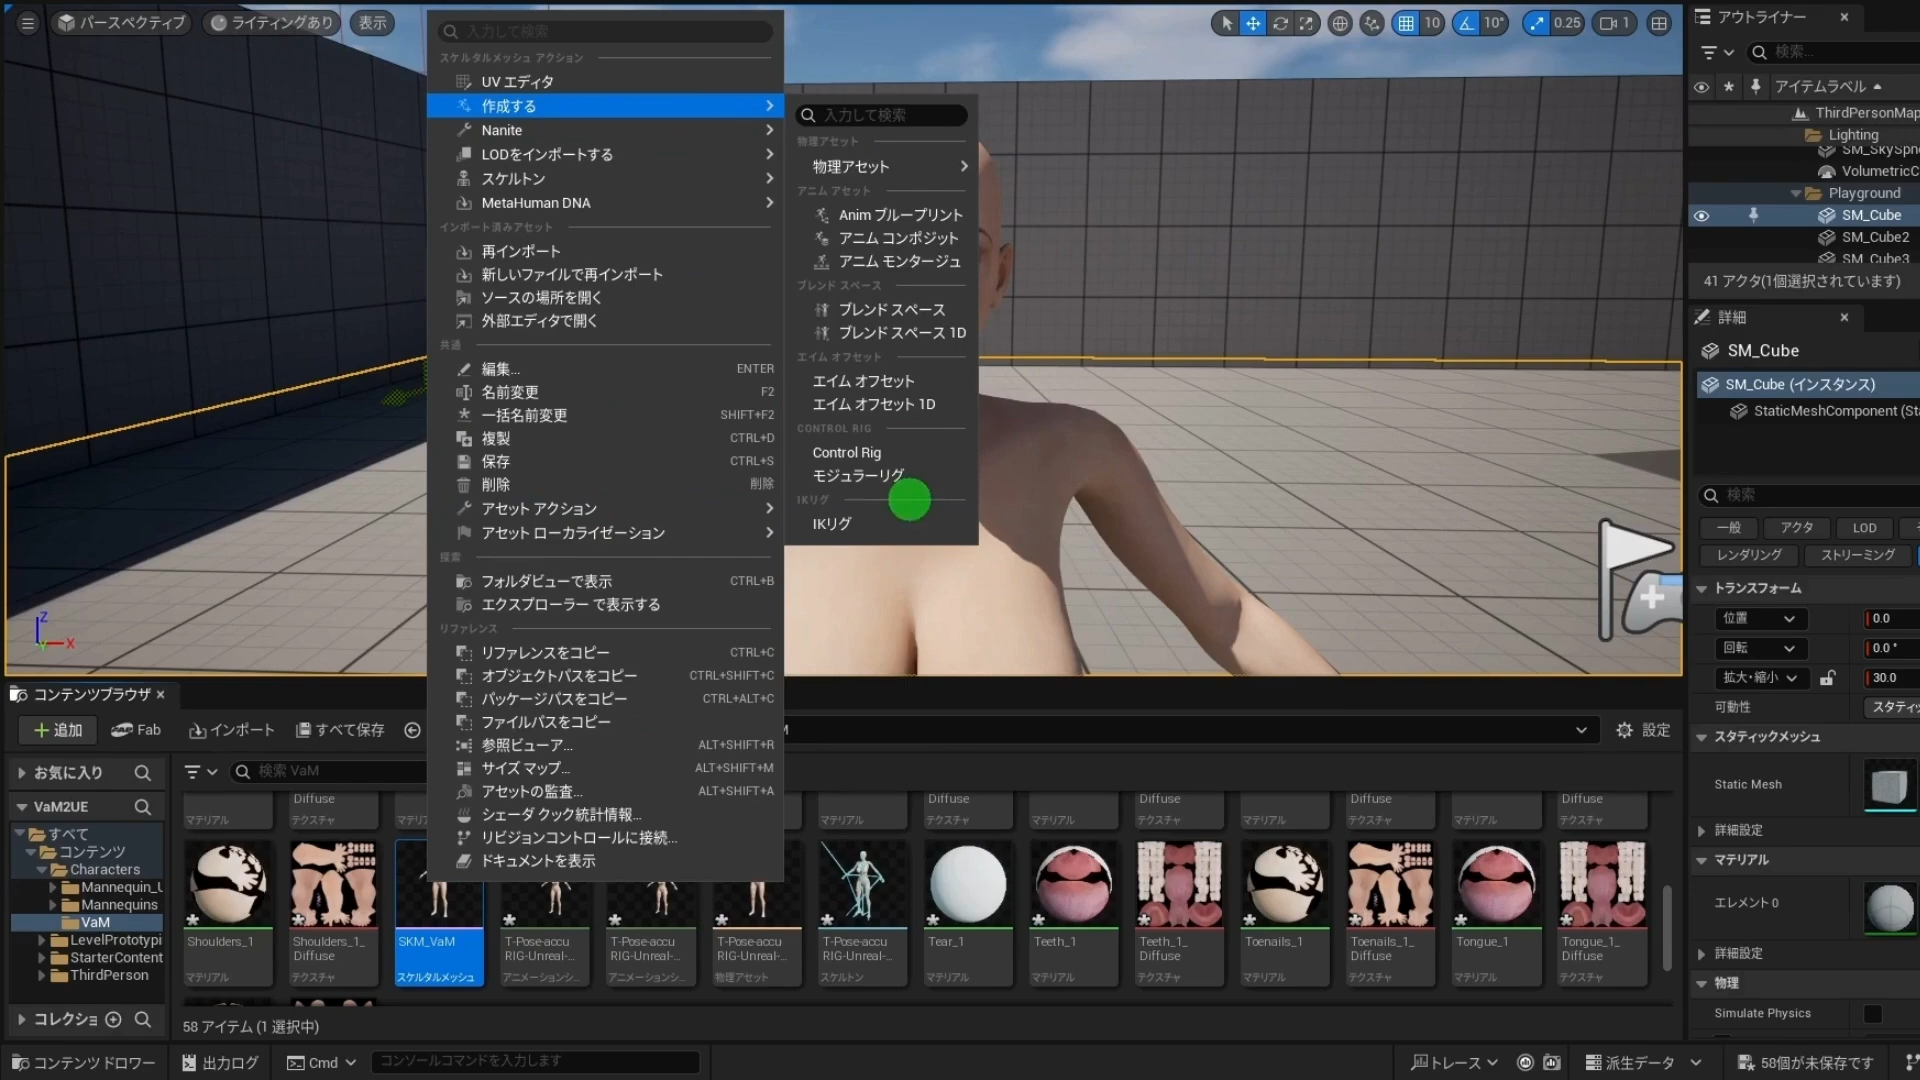 パースペクティブ
ライティングあり
表示
10
10°
0.25
1
入力して検索
スケルタルメッシュ アクション
UV エディタ
作成する
Nanite
LODをインポートする
スケルトン
MetaHuman DNA
インポート済みアセット
再インポート
新しいファイルで再インポート
ソースの場所を開く
外部エディタで開く
共通
編集... ENTER
名前変更 F2
一括名前変更 SHIFT+F2
複製 CTRL+D
保存 CTRL+S
削除 削除
アセット アクション
アセット ローカライゼーション
探索
フォルダビューで表示 CTRL+B
エクスプローラー で表示する
リファレンス
リファレンスをコピー CTRL+C
オブジェクトパスをコピー CTRL+SHIFT+C
パッケージパスをコピー CTRL+ALT+C
ファイルパスをコピー
参照ビューア... ALT+SHIFT+R
サイズ マップ... ALT+SHIFT+M
アセットの監査... ALT+SHIFT+A
シェーダ クック統計情報...
リビジョンコントロールに接続...
ドキュメントを表示
入力して検索
物理アセット
物理アセット
アニム アセット
Anim ブループリント
アニム コンポジット
アニム モンタージュ
ブレンド スペース
ブレンド スペース
ブレンド スペース 1D
エイム オフセット
エイム オフセット
エイム オフセット 1D
CONTROL RIG
Control Rig
モジュラーリグ
IKリグ
IKリグ
Z
X
アウトライナー
検索...
アイテムラベル
ThirdPersonMap
Lighting
SM_SkySph
VolumetricC
Playground
SM_Cube
SM_Cube2
SM_Cube3
41 アクタ(1個選択されています)
詳細
SM_Cube
SM_Cube (インスタンス)
StaticMeshComponent (Sta
検索
一般
アクタ
LOD
レンダリング
ストリーミング
トランスフォーム
位置 0.0
回転 0.0 °
拡大・縮小 30.0
可動性 スタティッ
スタティックメッシュ
Static Mesh
詳細設定
マテリアル
エレメント 0
詳細設定
物理
Simulate Physics
コンテンツブラウザ
追加
Fab
インポート
すべて保存
M
設定
お気に入り
VaM2UE
すべて
コンテンツ
Characters
Mannequin_U
Mannequins
VaM
LevelPrototypi
StarterContent
ThirdPerson
コレクショ
検索 VaM
マテリアル
Diffuse
テクスチャ
マテリ
マテリアル
Diffuse
テクスチャ
マテリアル
Diffuse
テクスチャ
マテリアル
Diffuse
テクスチャ
マテリアル
Diffuse
テクスチャ
Shoulders_1
マテリアル
Shoulders_1_
Diffuse
テクスチャ
SKM_VaM
スケルタルメッシュ
T-Pose-accu
RIG-Unreal-...
アニメーションシ...
T-Pose-accu
RIG-Unreal-...
アニメーションシ...
T-Pose-accu
RIG-Unreal-...
物理アセット
T-Pose-accu
RIG-Unreal-...
スケルトン
Tear_1
マテリアル
Teeth_1
マテリアル
Teeth_1_
Diffuse
テクスチャ
Toenails_1
マテリアル
Toenails_1_
Diffuse
テクスチャ
Tongue_1
マテリアル
Tongue_1_
Diffuse
テクスチャ
58 アイテム (1 選択中)
コンテンツ ドロワー
出力ログ
Cmd
コンソールコマンドを入力します
トレース
派生データ
58個が未保存です